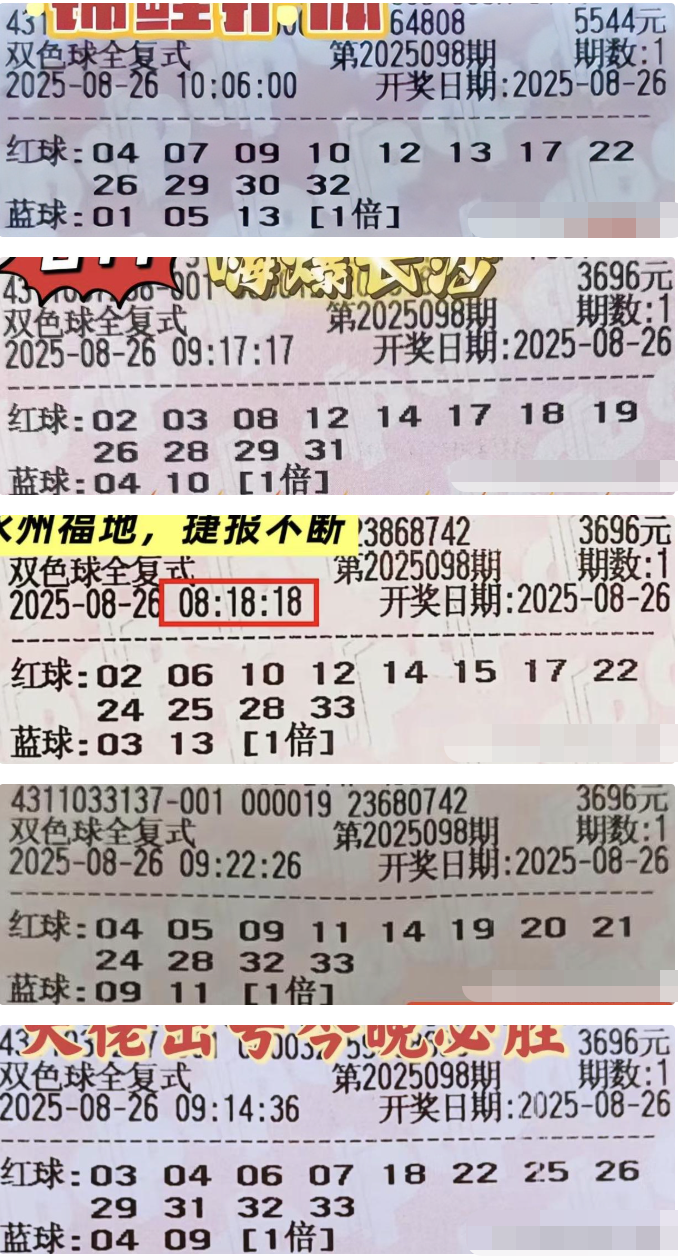 64808 5544元
双色球全复式 第2025098期 期数:1
2025-08-26 10:06:00 开奖日期:2025-08-26
红球:04 07 09 10 12 13 17 22
26 29 30 32
蓝球:01 05 13 [1倍]
3696元
双色球全复式 第2025098期 期数:1
2025-08-26 09:17:17 开奖日期:2025-08-26
红球:02 03 08 12 14 17 18 19
26 28 29 31
蓝球:04 10 [1倍]
永州福地，捷报不断 23868742 3696元
双色球全复式 第2025098期 期数:1
2025-08-26 08:18:18 开奖日期:2025-08-26
红球:02 06 10 12 14 15 17 22
24 25 28 33
蓝球:03 13 [1倍]
4311033137-001 000019 23680742 3696元
双色球全复式 第2025098期 期数:1
2025-08-26 09:22:26 开奖日期:2025-08-26
红球:04 05 09 11 14 19 20 21
24 28 32 33
蓝球:09 11 [1倍]
大佬出号今晚必胜 3696元
双色球全复式 第2025098期 期数:1
2025-08-26 09:14:36 开奖日期:2025-08-26
红球:03 04 06 07 18 22 25 26
29 31 32 33
蓝球:04 09 [1倍]